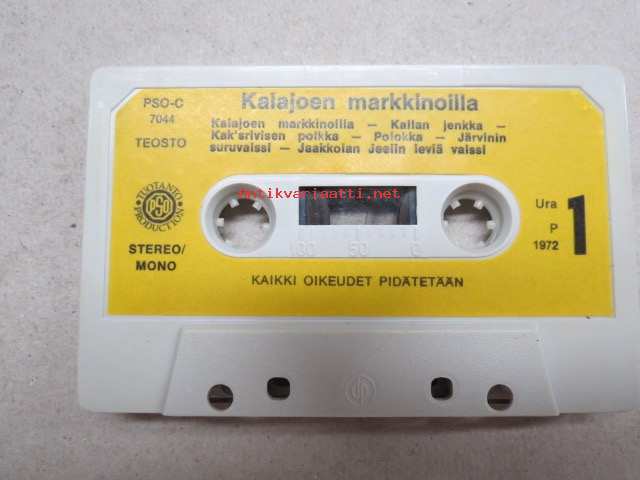 PSO-C
7044
TEOSTO
Kalajoen markkinoilla
Kalajoen markkinoilla — Kallan jenkka —
Kak'srivisen polkka — Polokka — Järvinin
suruvalssi — Jaakkolan Jeelin leviä valssi
antikvariaatti.net
TUOTANTO
PSO
PRODUCTION
STEREO/
MONO
Ura
1
P
1972
100 50 0
KAIKKI OIKEUDET PIDÄTETÄÄN